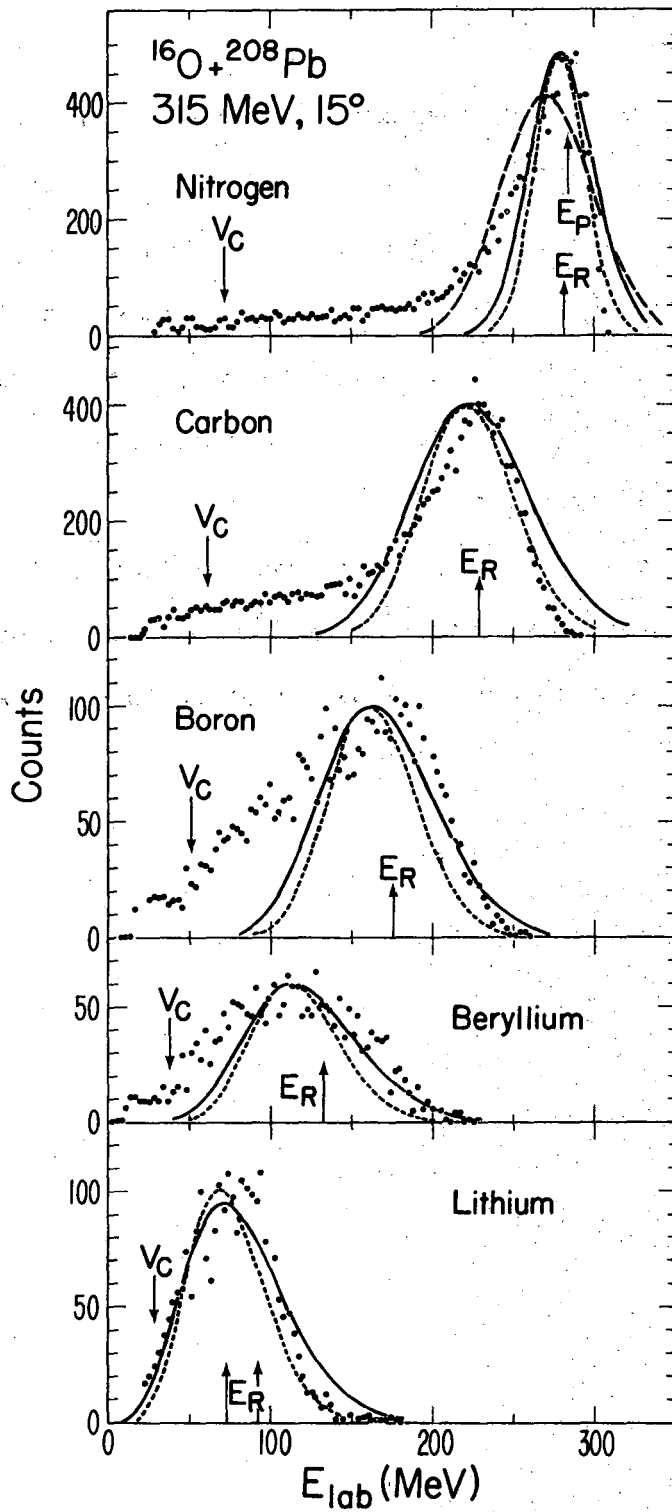 ¹⁶O+²⁰⁸Pb
315 MeV, 15°
Nitrogen
V_C
E_P
E_R
400
200
0
Carbon
V_C
E_R
400
200
0
Boron
V_C
E_R
100
50
0
Beryllium
V_C
E_R
50
0
Lithium
V_C
E_R
100
50
0
Counts
0 100 200 300
E_lab (MeV)